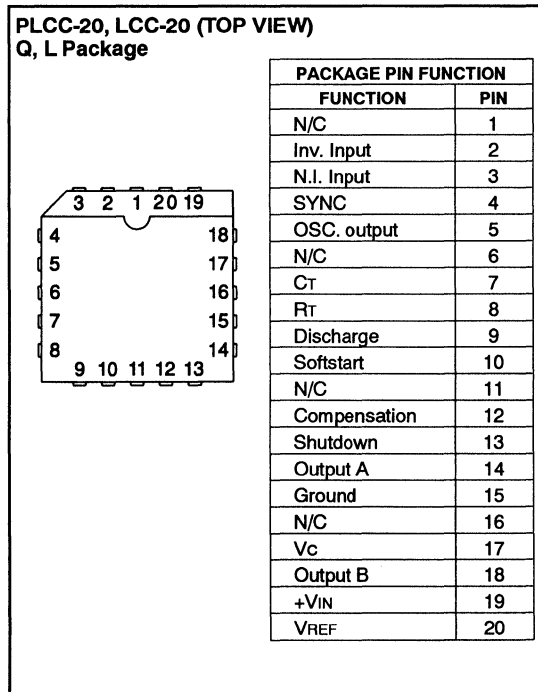 PLCC-20, LCC-20 (TOP VIEW)
Q, L Package
3 2 1 20 19
4 18
5 17
6 16
7 15
8 14
9 10 11 12 13
PACKAGE PIN FUNCTION
FUNCTION PIN
N/C 1
Inv. Input 2
N.I. Input 3
SYNC 4
OSC. output 5
N/C 6
CT 7
RT 8
Discharge 9
Softstart 10
N/C 11
Compensation 12
Shutdown 13
Output A 14
Ground 15
N/C 16
VC 17
Output B 18
+VIN 19
VREF 20